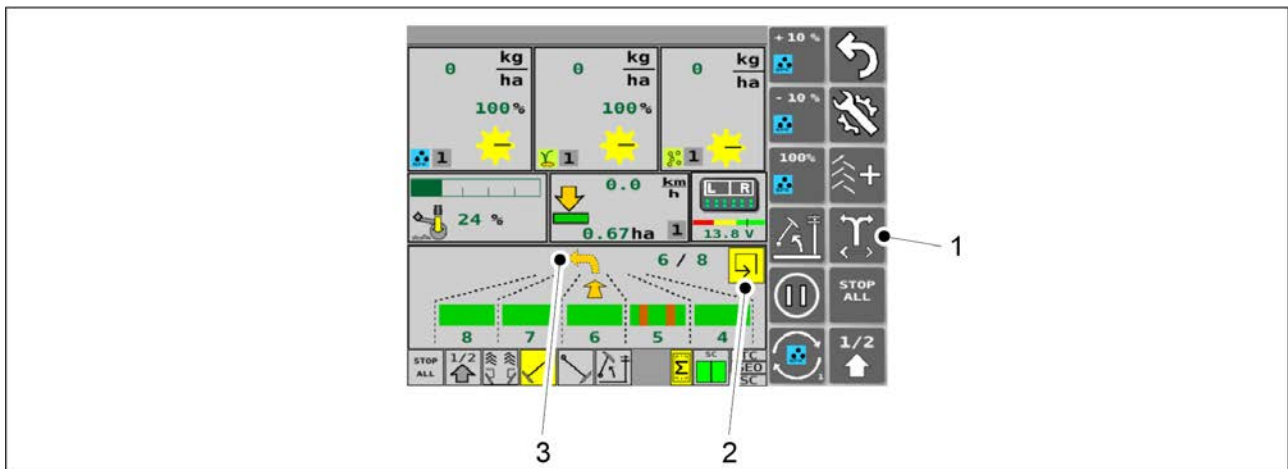 + 10 %
0 kg/ha 0 kg/ha 0 kg/ha
100% 100%
- 10 %
1 1 1
100%
24 %
0.0 km/h
0.67ha 1
L R
13.8 V
1
6 / 8
STOP
ALL
8 7 6 5 4
1/2
STOP
ALL
1/2
SC
SC
1
3 2